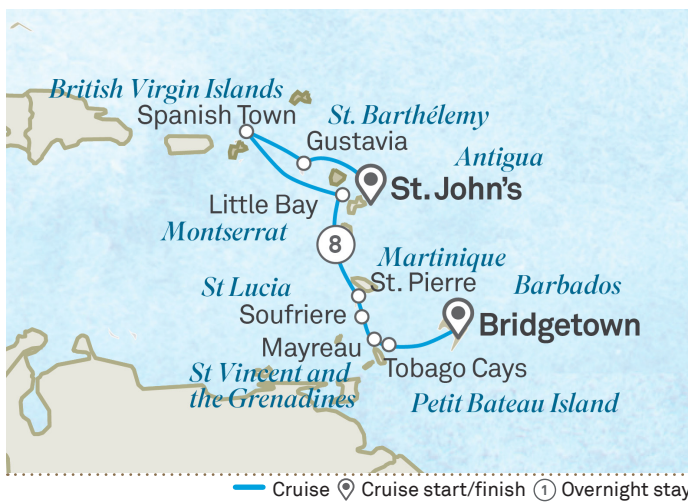 British Virgin Islands
Spanish Town
St. Barthélemy
Gustavia
Antigua
St. John's
Little Bay
Montserrat
8
Martinique
St. Pierre
St Lucia
Barbados
Soufriere
Bridgetown
Mayreau
Tobago Cays
St Vincent and
the Grenadines
Petit Bateau Island
Cruise Cruise start/finish 1 Overnight stay